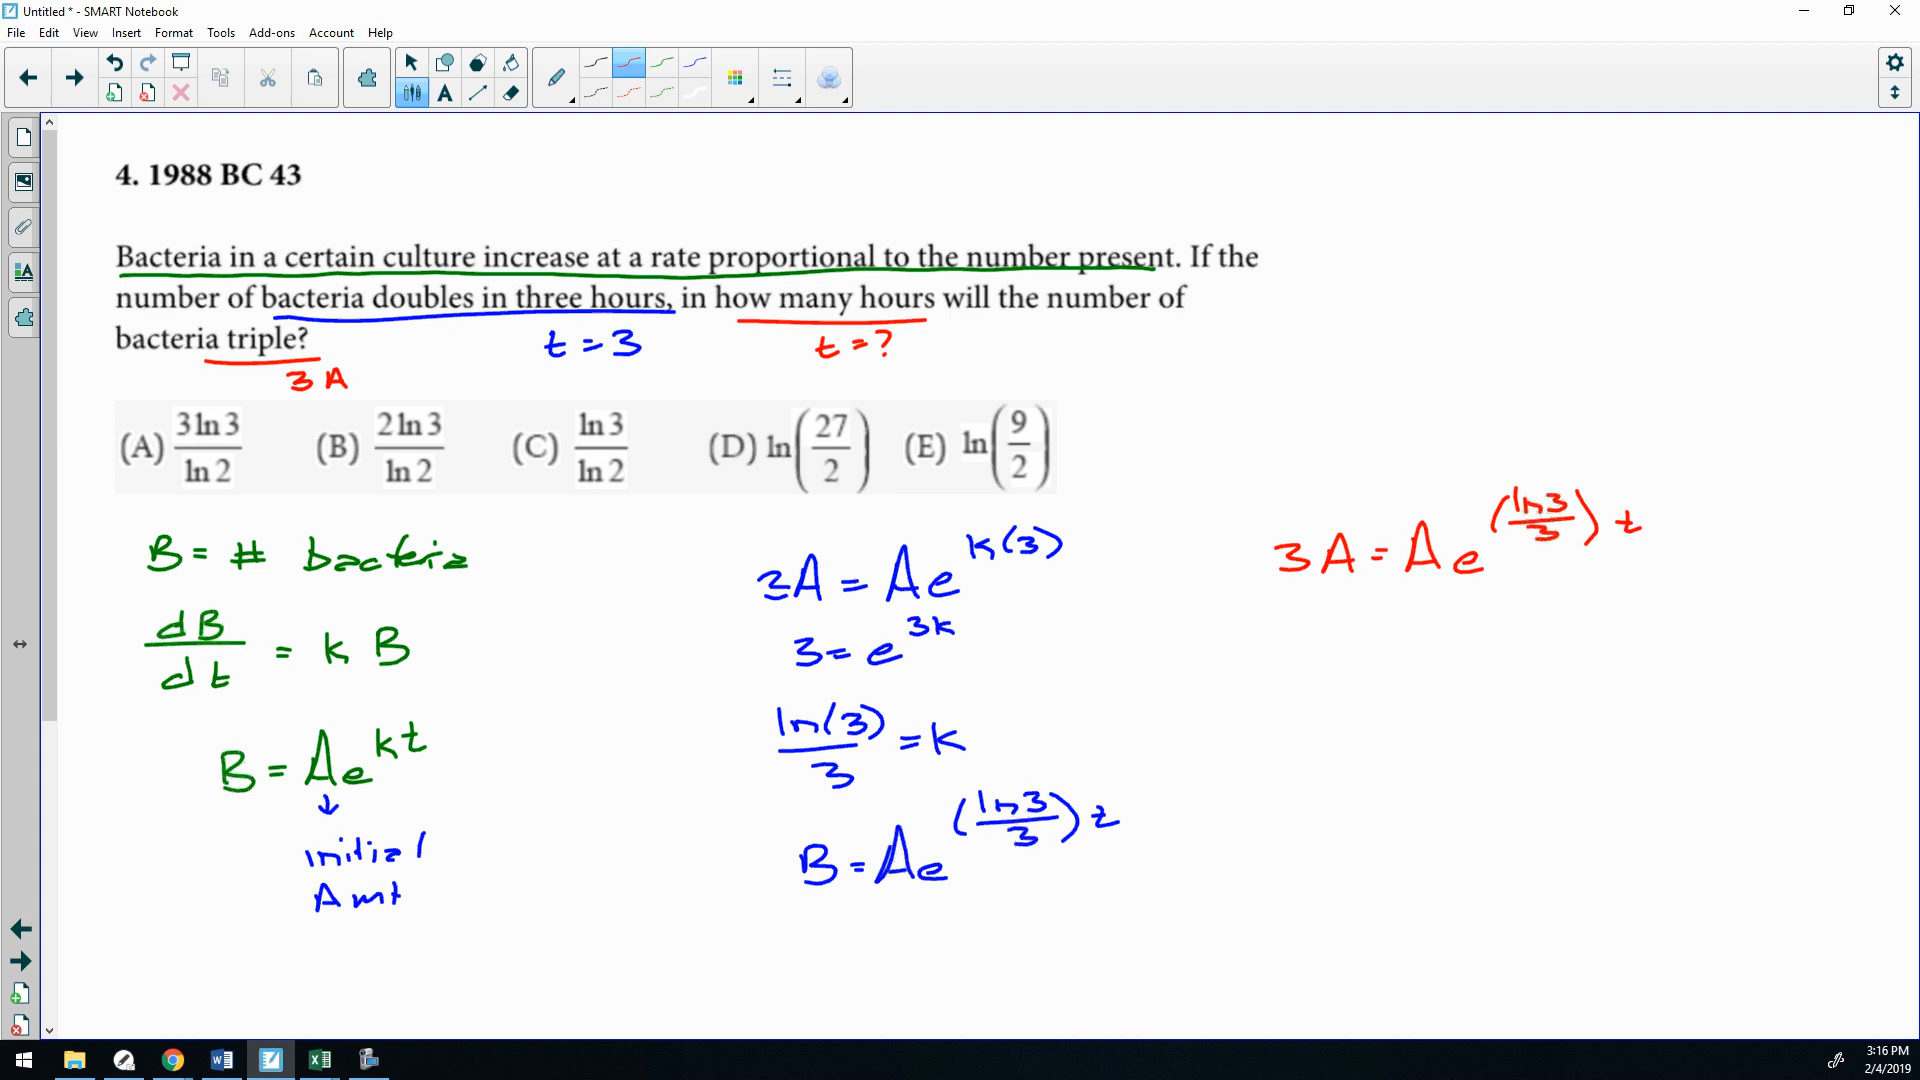 Untitled * - SMART Notebook
File Edit View Insert Format Tools Add-ons Account Help
4. 1988 BC 43
Bacteria in a certain culture increase at a rate proportional to the number present. If the
number of bacteria doubles in three hours, in how many hours will the number of
bacteria triple?
t = 3
t = ?
3 A
(A) 3 ln 3 / ln 2 (B) 2 ln 3 / ln 2 (C) ln 3 / ln 2 (D) ln(27/2) (E) ln(9/2)
B = # bacteria
dB/dt = k B
B = Ae^kt
↓
initial
Amt
2A = Ae^k(3)
3 = e^3k
ln(3)/3 = k
B = Ae^(ln3/3)t
3A = Ae^(ln3/3)t
3:16 PM
2/4/2019